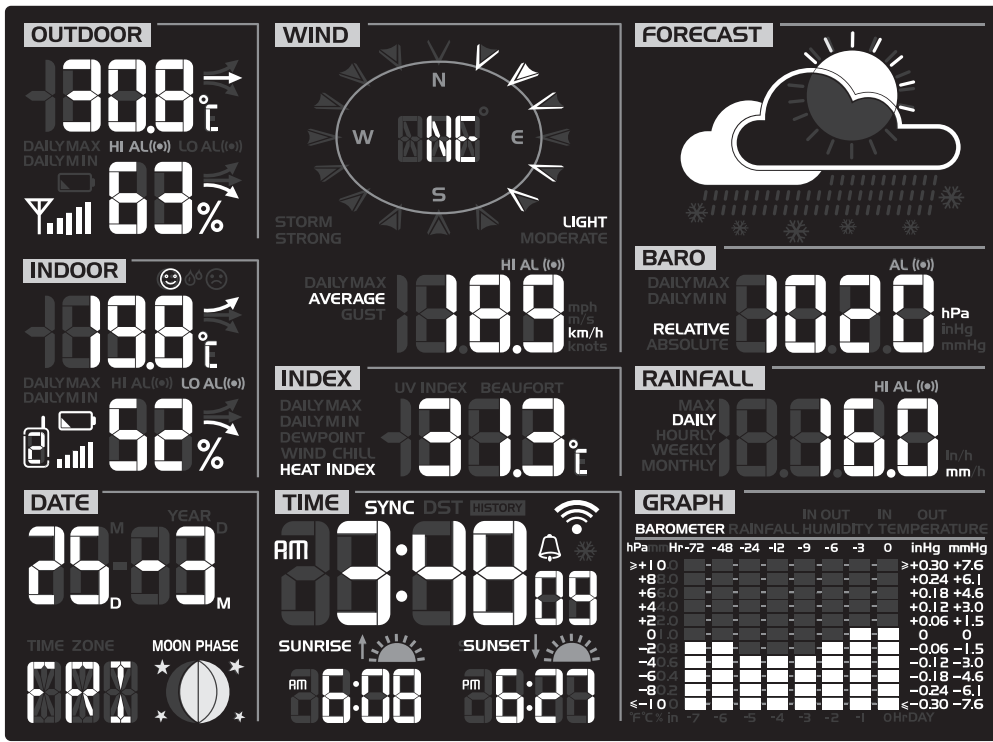 OUTDOOR
30.8°C
DAILY MAX HI AL((•)) LO AL((•))
DAILY MIN
63%
INDOOR
19.8°C
DAILY MAX HI AL((•)) LO AL((•))
DAILY MIN
2
52%
DATE
M YEAR D
25 D - 3 M
TIME ZONE MOON PHASE
FRI
WIND
N
W NE ° E
S
STORM LIGHT
STRONG MODERATE
HI AL ((•))
DAILY MAX
AVERAGE 18.9 mph
GUST m/s
km/h
knots
INDEX
UV INDEX BEAUFORT
DAILY MAX
DAILY MIN
DEWPOINT 31.3°C
WIND CHILL
HEAT INDEX
TIME SYNC DST HISTORY
AM 3:48 09
SUNRISE SUNSET
AM 6:08 PM 6:27
FORECAST
BARO
AL ((•))
DAILY MAX
DAILY MIN
1020 hPa
RELATIVE inHg
ABSOLUTE mmHg
RAINFALL
HI AL ((•))
MAX
DAILY
HOURLY 16.0
WEEKLY In/h
MONTHLY mm/h
GRAPH
IN OUT IN OUT
BAROMETER RAINFALL HUMIDITY TEMPERATURE
hPa mm Hr -72 -48 -24 -12 -9 -6 -3 0 inHg mmHg
≥+10 ≥+0.30 +7.6
+8 +0.24 +6.1
+6 +0.18 +4.6
+4 +0.12 +3.0
+2 +0.06 +1.5
0 0 0
-2 -0.06 -1.5
-4 -0.12 -3.0
-6 -0.18 -4.6
-8 -0.24 -6.1
≤-10 ≤-0.30 -7.6
°F°C % in -7 -6 -5 -4 -3 -2 -1 0 Hr DAY